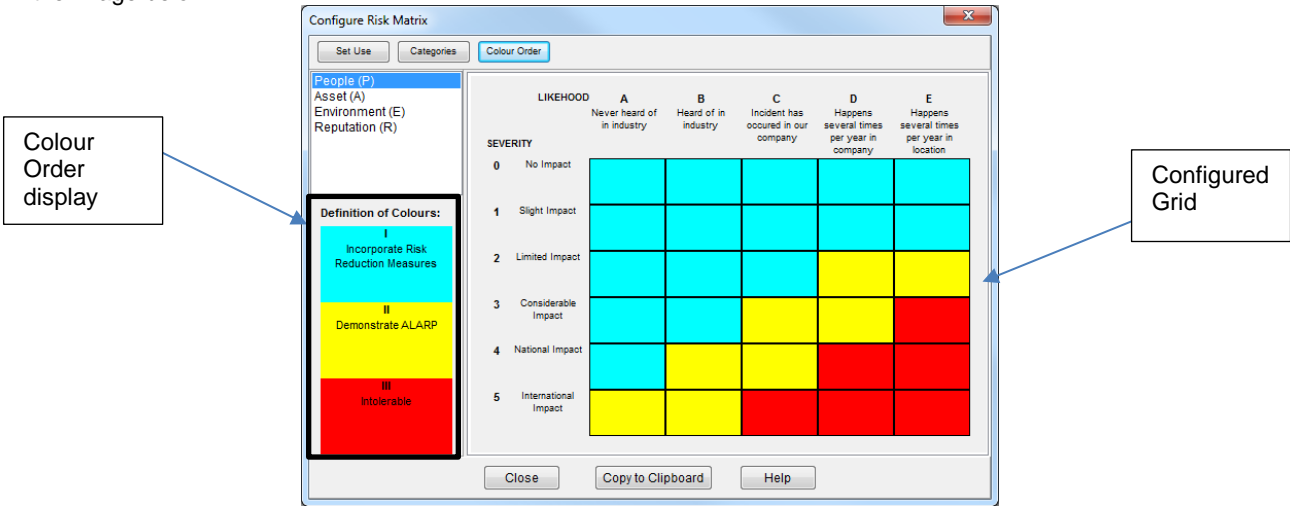 Configure Risk Matrix
Set Use
Categories
Colour Order
People (P)
Asset (A)
Environment (E)
Reputation (R)
Colour
Order
display
Definition of Colours:
I
Incorporate Risk
Reduction Measures
II
Demonstrate ALARP
III
Intolerable
LIKEHOOD
A
Never heard of
in industry
B
Heard of in
industry
C
Incident has
occured in our
company
D
Happens
several times
per year in
company
E
Happens
several times
per year in
location
SEVERITY
0 No Impact
1 Slight Impact
2 Limited Impact
3 Considerable
Impact
4 National Impact
5 International
Impact
Configured
Grid
Close
Copy to Clipboard
Help